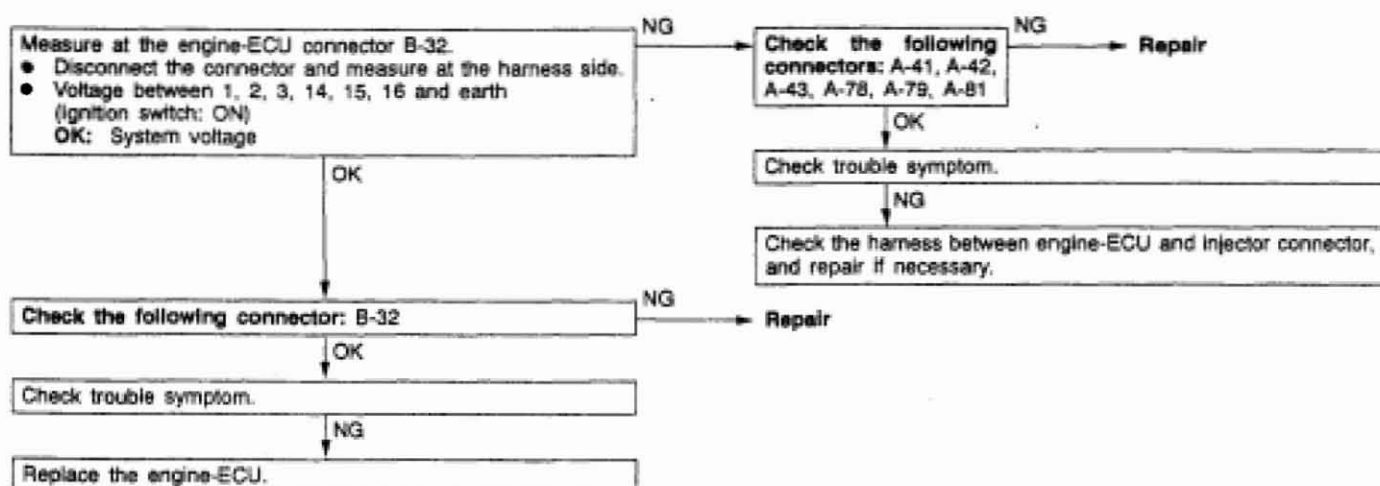 Measure at the engine-ECU connector B-32.
● Disconnect the connector and measure at the harness side.
● Voltage between 1, 2, 3, 14, 15, 16 and earth
(Ignition switch: ON)
OK: System voltage
NG
Check the following
connectors: A-41, A-42,
A-43, A-78, A-79, A-81
NG
Repair
OK
Check trouble symptom.
NG
Check the harness between engine-ECU and injector connector,
and repair if necessary.
OK
Check the following connector: B-32
NG
Repair
OK
Check trouble symptom.
NG
Replace the engine-ECU.